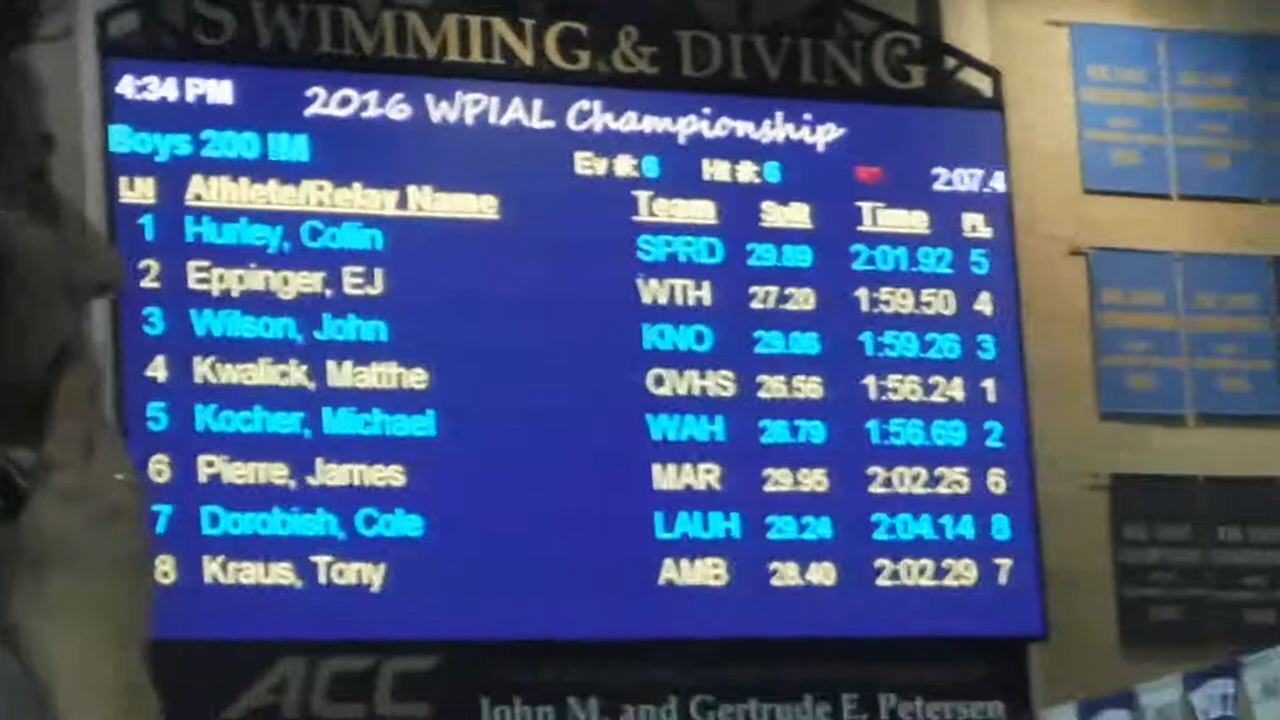 SWIMMING & DIVING
4:34 PM 2016 WPIAL Championship
Boys 200 IM Ev #: 6 Ht #: 6 2:07.4
LN Athlete/Relay Name Team Split Time PL
1 Hurley, Collin SPRD 29.89 2:01.92 5
2 Eppinger, EJ WTH 27.20 1:59.50 4
3 Wilson, John KNO 1:59.26 3
4 Kwalick, Matthe QVHS 26.56 1:56.24 1
5 Kocher, Michael WAH 1:56.69 2
6 Pierre, James MAR 29.95 2:02.25 6
7 Dorobish, Cole LAUH 29.24 2:04.14 8
8 Kraus, Tony AMB 28.40 2:02.29 7
ACC
John M. and Gertrude E. Petersen